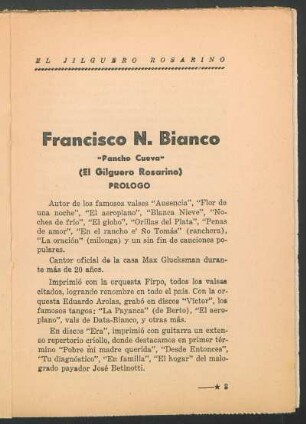 EL JILGUERO ROSARINO
Francisco N. Bianco
"Pancho Cueva"
(El Gilguero Rosarino)
PROLOGO
Autor de los famosos valses "Ausencia", "Flor de
una noche", "El aeroplano", "Blanca Nieve", "No-
ches de frío", "El globo", "Orillas del Plata", "Penas
de amor", "En el rancho e' No Tomás" (ranchera),
"La oración" (milonga) y un sin fin de canciones po-
pulares.
Cantor oficial de la casa Max Glucksman duran-
te más de 20 años.
Imprimió con la orquesta Firpo, todos los valses
citados, logrando renombre en todo el país. Con la or-
questa Eduardo Arolas, grabó en discos "Victor", los
famosos tangos; "La Payanca" (de Berto), "El aero-
plano", vals de Data-Bianco, y otras más.
En discos "Era", imprimió con guitarra un exten-
so repertorio criollo, donde destacamos en primer tér-
mino "Pobre mi madre querida", "Desde Entonces",
"Tu diagnóstico", "En familia", "El hogar" del malo-
grado payador José Betinotti.
—★ 3